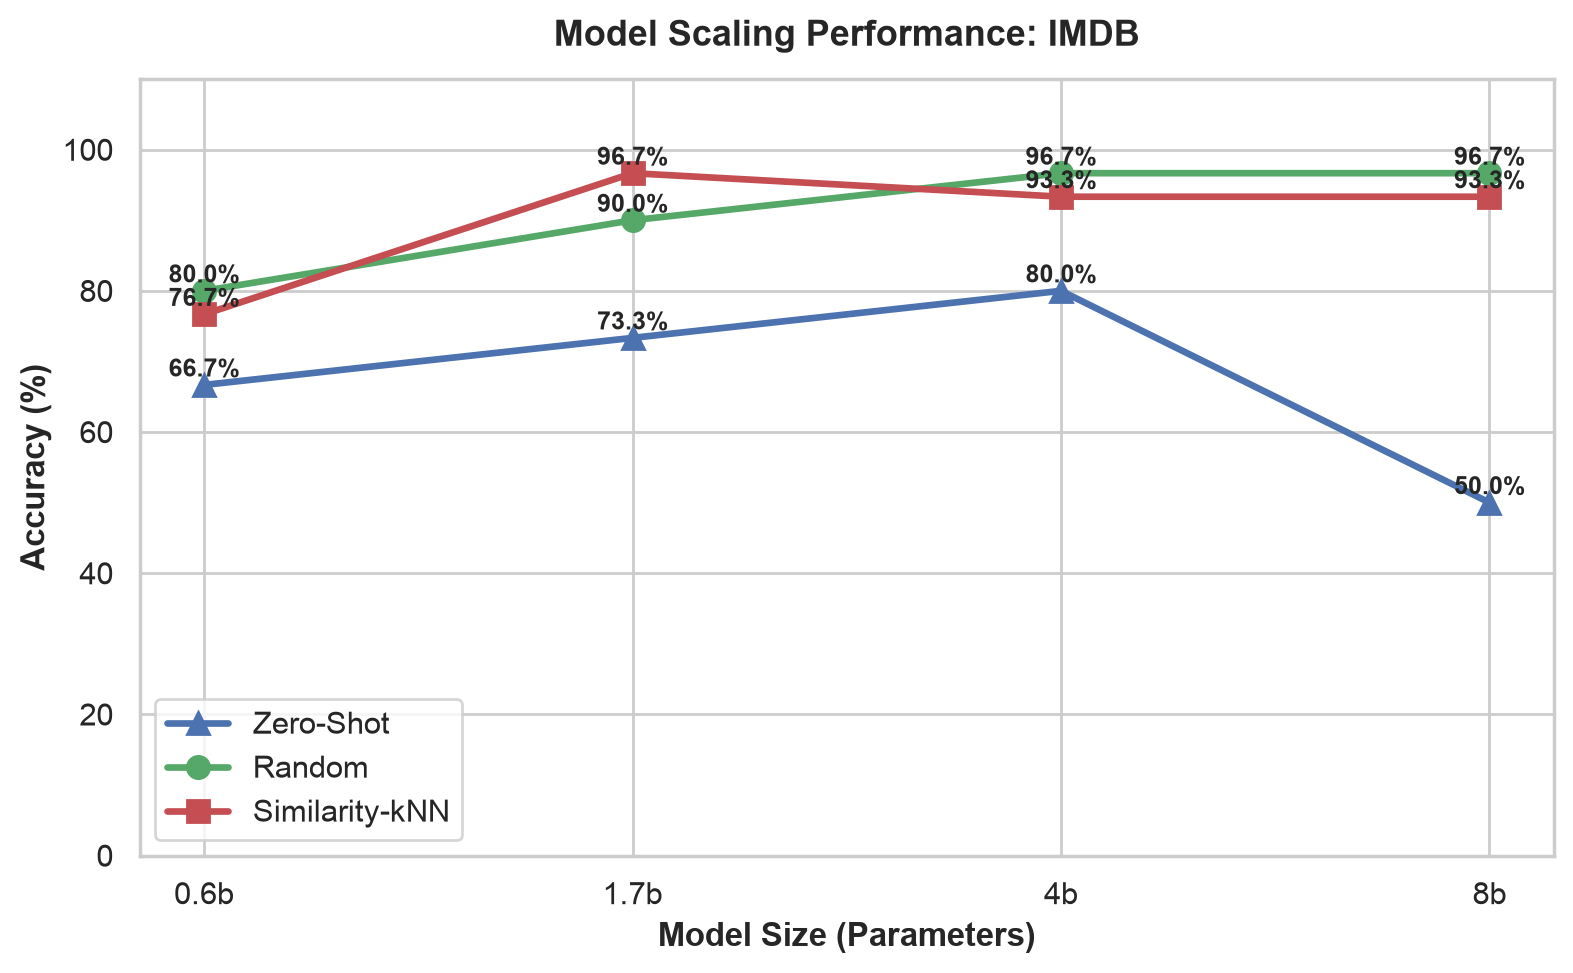 Model Scaling Performance: IMDB
Accuracy (%)
100
80
60
40
20
0
96.7%
96.7%
96.7%
93.3%
93.3%
90.0%
80.0%
76.7%
80.0%
73.3%
66.7%
50.0%
Zero-Shot
Random
Similarity-kNN
0.6b
1.7b
4b
8b
Model Size (Parameters)